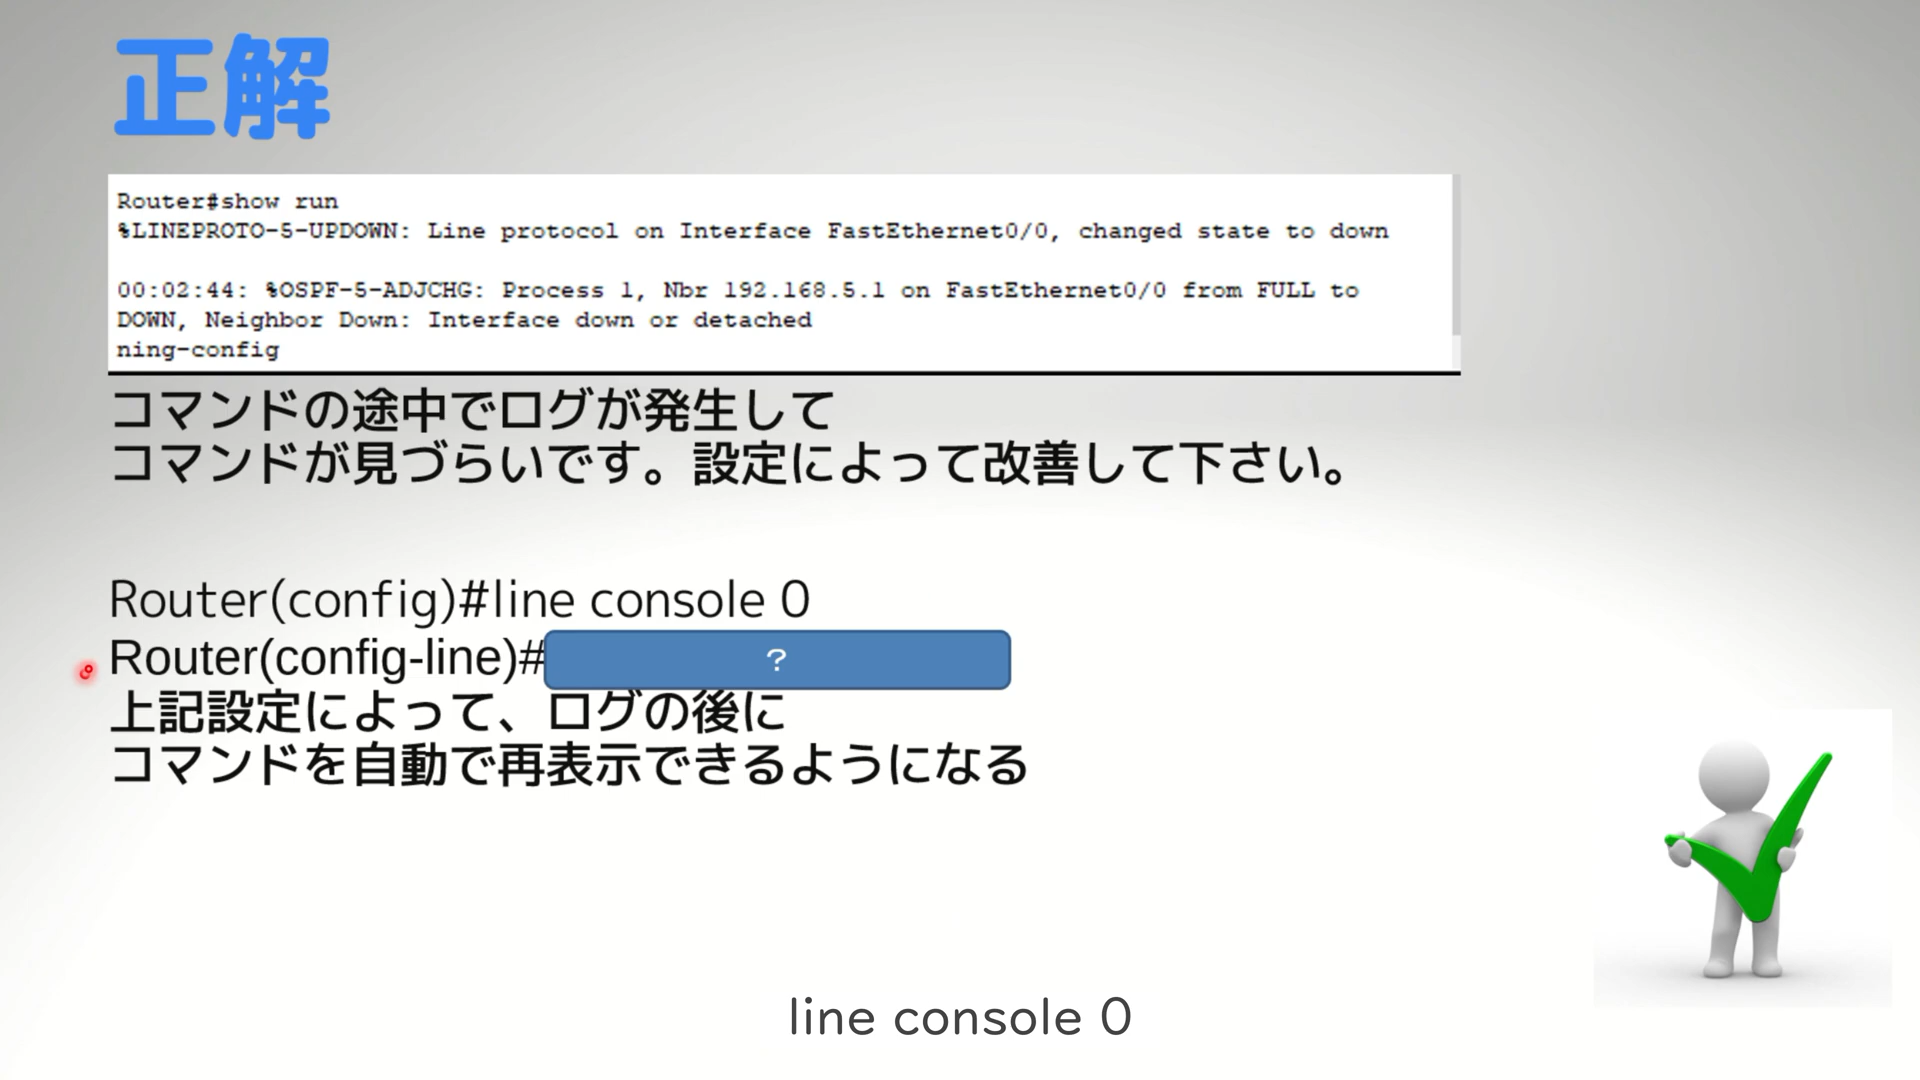 正解
Router#show run
%LINEPROTO-5-UPDOWN: Line protocol on Interface FastEthernet0/0, changed state to down
00:02:44: %OSPF-5-ADJCHG: Process 1, Nbr 192.168.5.1 on FastEthernet0/0 from FULL to
DOWN, Neighbor Down: Interface down or detached
ning-config
コマンドの途中でログが発生して
コマンドが見づらいです。設定によって改善して下さい。
Router(config)#line console 0
Router(config-line)# ?
上記設定によって、ログの後に
コマンドを自動で再表示できるようになる
line console 0